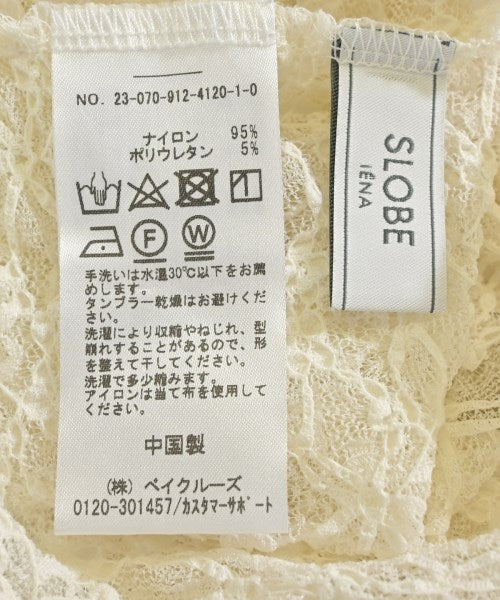 NO. 23-070-912-4120-1-0
ナイロン 95%
ポリウレタン 5%
F
W
手洗いは水温30℃以下をお薦
めします。
タンブラー乾燥はお避けくだ
さい。
洗濯により収縮やねじれ、型
崩れすることがあるので、形
を整えて干してください。
洗濯で多少縮みます。
アイロンは当て布を使用して
ください。
中国製
(株) ベイクルーズ
0120-301457/カスタマーサポート
SLOBE
IÉNA